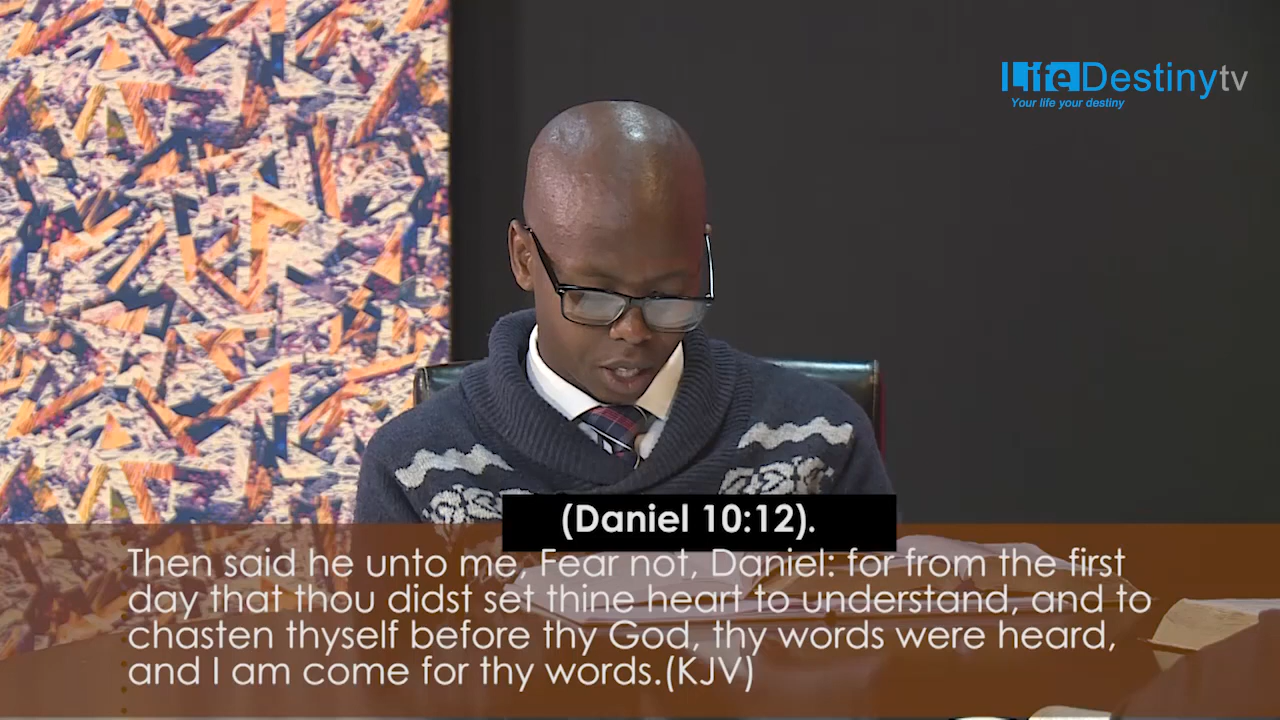 LifeDestinytv
Your life your destiny
(Daniel 10:12).
Then said he unto me, Fear not, Daniel: for from the first
day that thou didst set thine heart to understand, and to
chasten thyself before thy God, thy words were heard,
and I am come for thy words.(KJV)